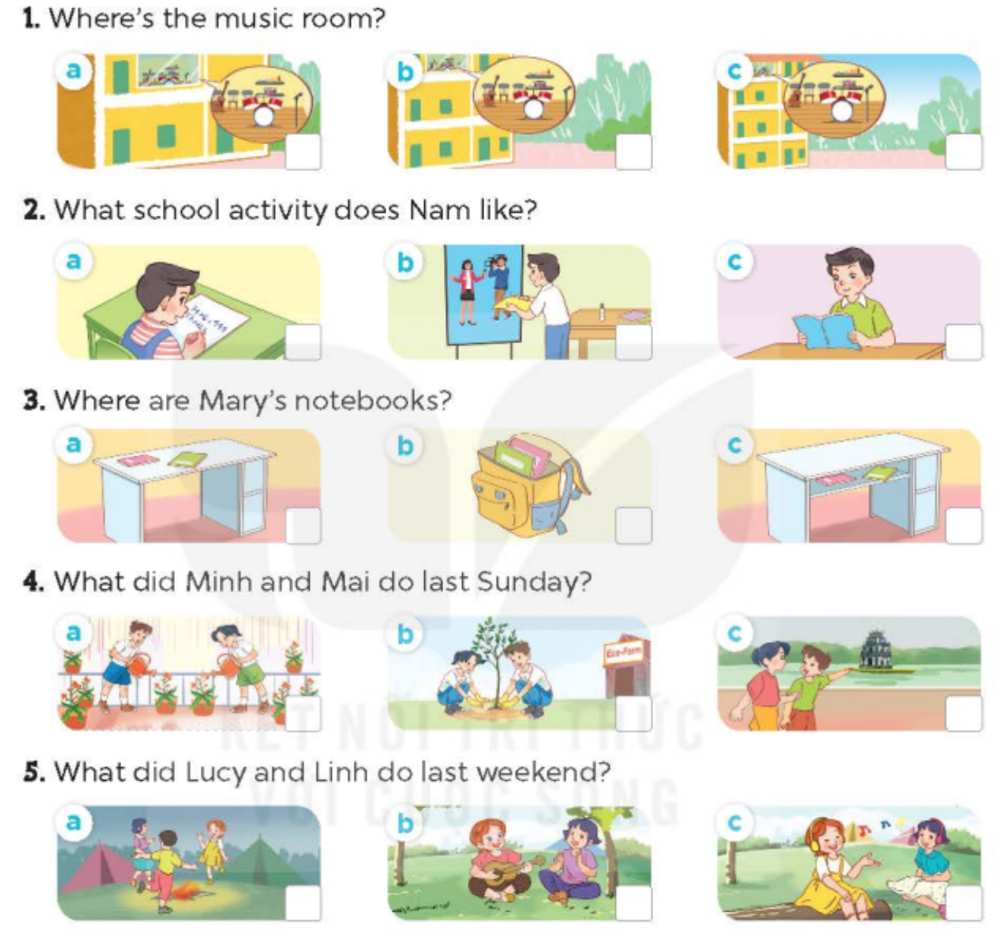 1. Where's the music room?
a b c
2. What school activity does Nam like?
a b c
3. Where are Mary's notebooks?
a b c
4. What did Minh and Mai do last Sunday?
a b c
Eco-Farm
5. What did Lucy and Linh do last weekend?
a b c
KẾT NỐI TRI THỨC
VỚI CUỘC SỐNG